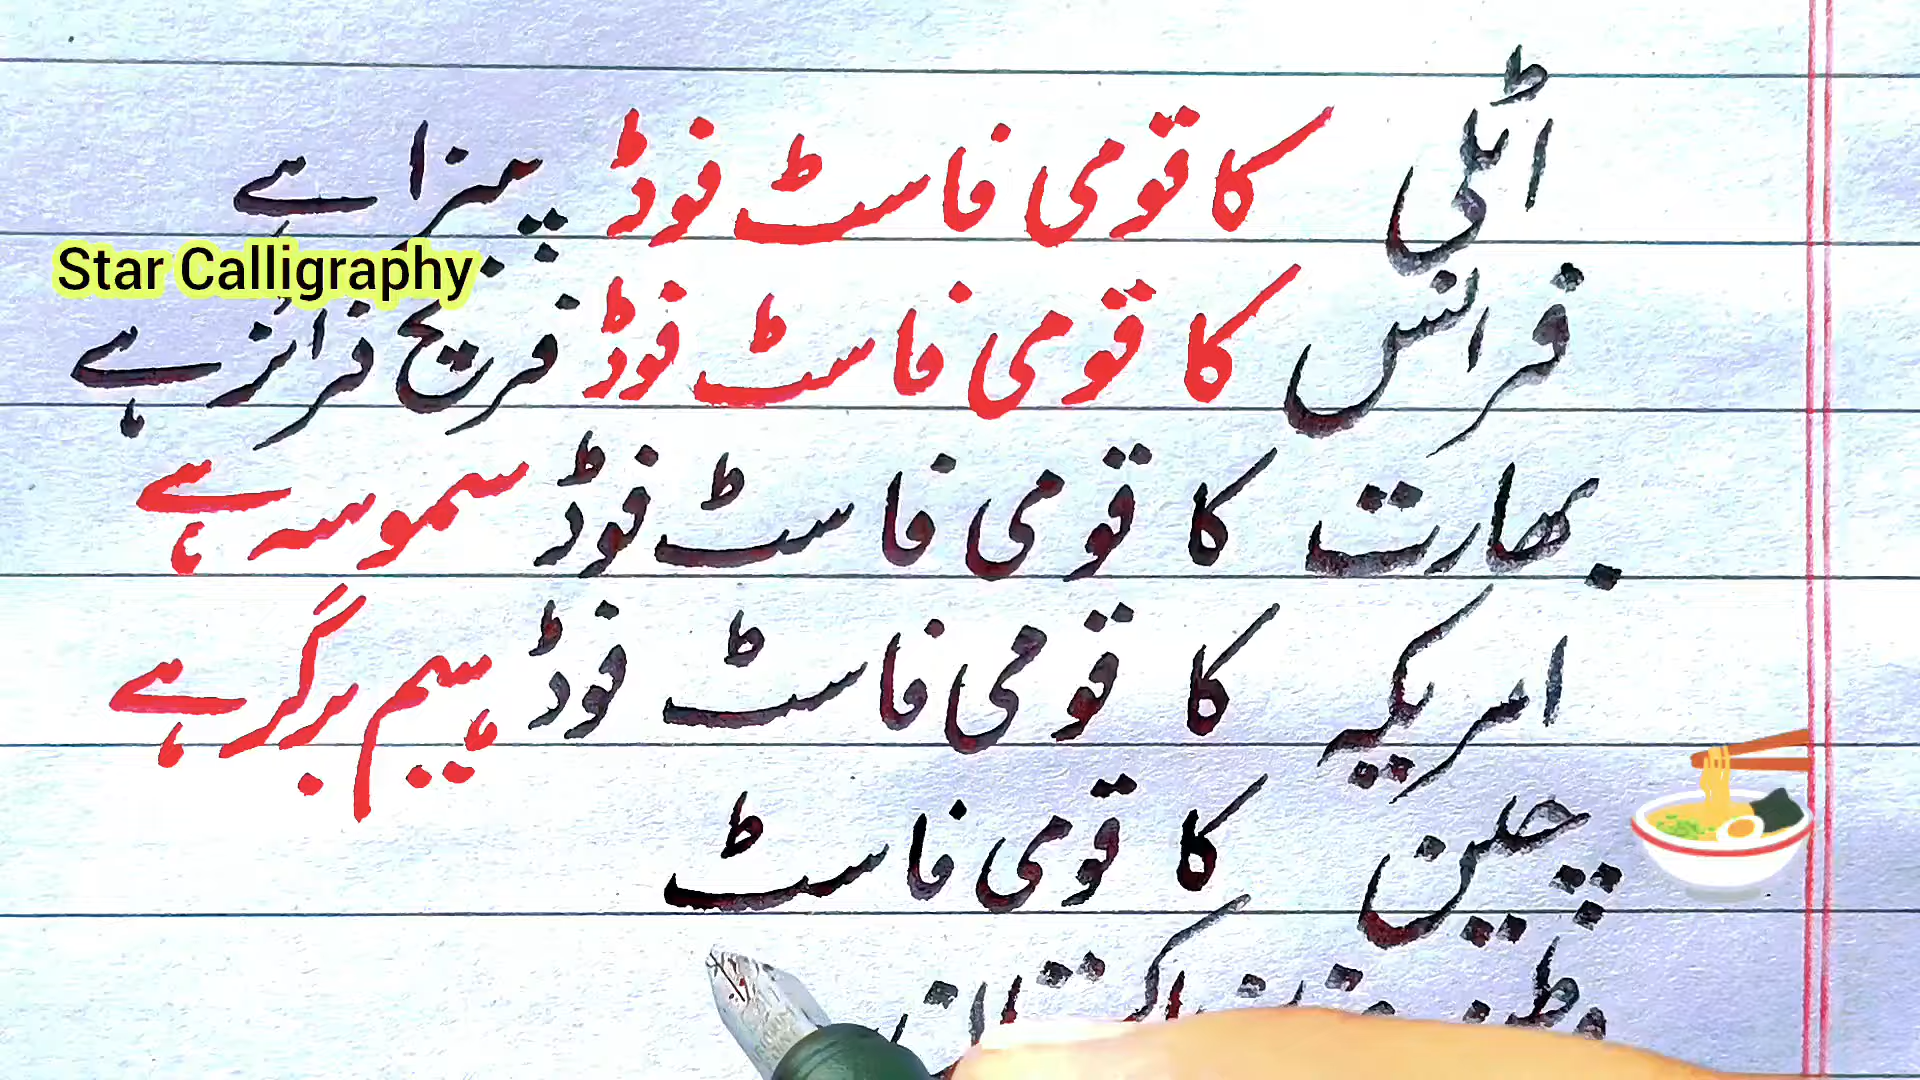 اٹلی کا قومی فاسٹ فوڈ پیزا ہے
Star Calligraphy
فرانس کا قومی فاسٹ فوڈ فرنچ فرائز ہے
بھارت کا قومی فاسٹ فوڈ سموسہ ہے
امریکہ کا قومی فاسٹ فوڈ ہیم برگر ہے
چین کا قومی فاسٹ